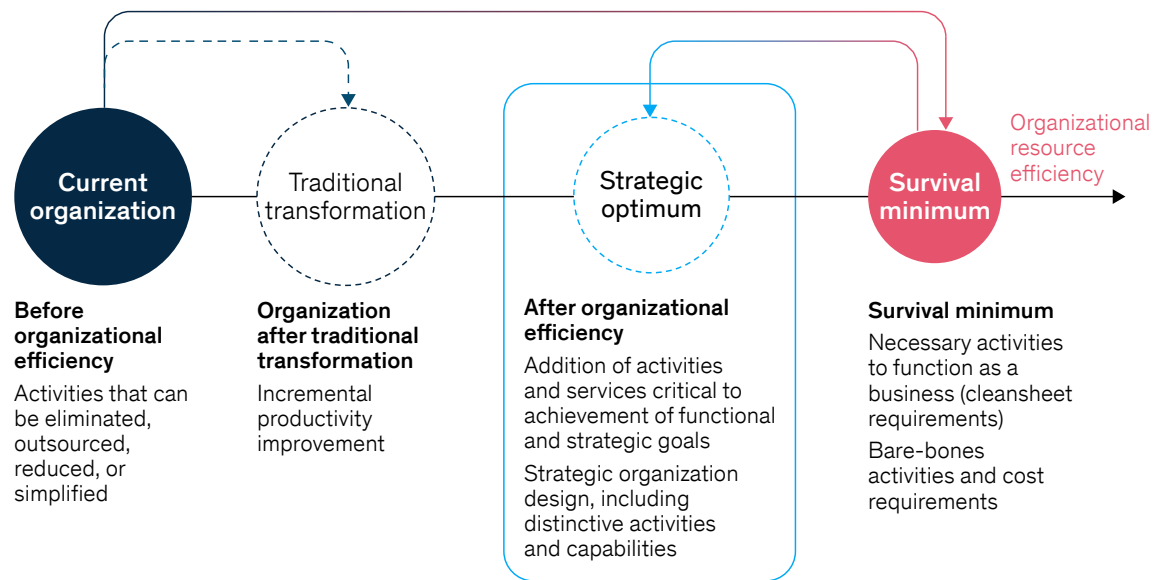 Current
organization
Traditional
transformation
Strategic
optimum
Survival
minimum
Organizational
resource
efficiency
Before
organizational
efficiency
Activities that can
be eliminated,
outsourced,
reduced, or
simplified
Organization
after traditional
transformation
Incremental
productivity
improvement
After organizational
efficiency
Addition of activities
and services critical to
achievement of functional
and strategic goals
Strategic organization
design, including
distinctive activities
and capabilities
Survival minimum
Necessary activities
to function as a
business (cleansheet
requirements)
Bare-bones
activities and cost
requirements